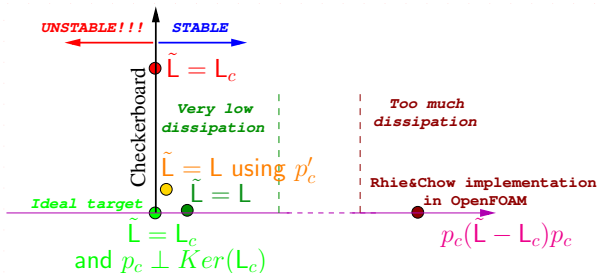 UNSTABLE!!!
STABLE
L̃ = L_c
Checkerboard
Very low
dissipation
Too much
dissipation
L̃ = L using p′_c
L̃ = L
Rhie&Chow implementation
in OpenFOAM
Ideal target
L̃ = L_c
and p_c ⊥ Ker(L_c)
p_c(L̃ − L_c)p_c